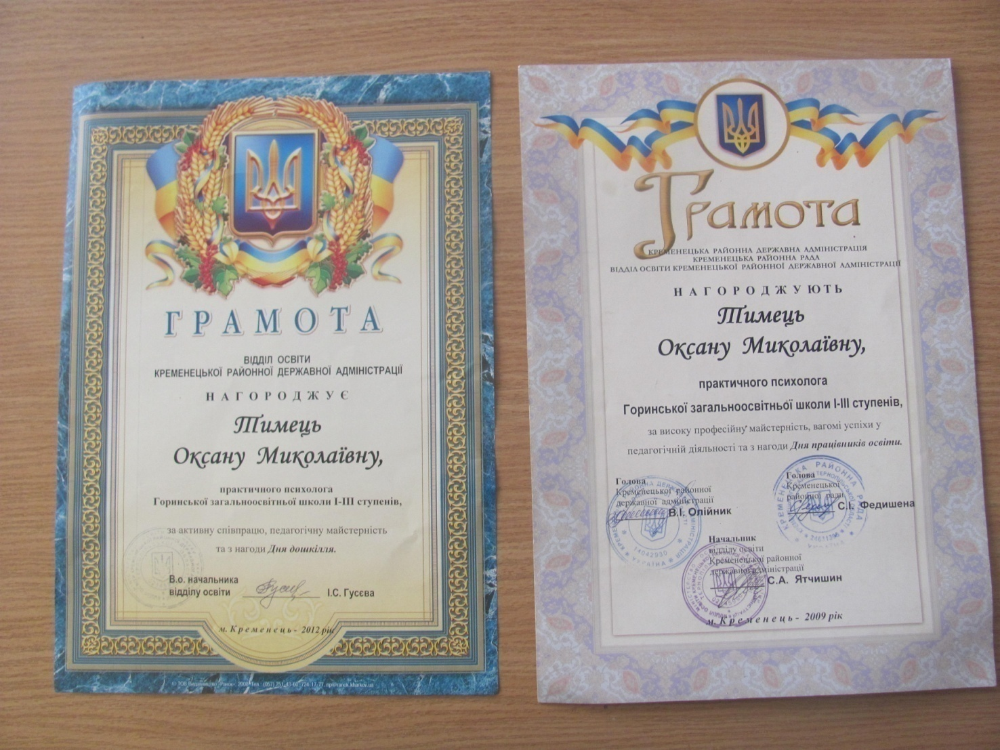 ГРАМОТА
ВІДДІЛ ОСВІТИ
КРЕМЕНЕЦЬКОЇ РАЙОННОЇ ДЕРЖАВНОЇ АДМІНІСТРАЦІЇ
НАГОРОДЖУЄ
Тимець
Оксану Миколаївну,
практичного психолога
Горинської загальноосвітньої школи І-ІІІ ступенів,
за активну співпрацю, педагогічну майстерність
та з нагоди Дня дошкілля.
В.о. начальника
відділу освіти І.С. Гусєва
м. Кременець - 2012 рік
Грамота
КРЕМЕНЕЦЬКА РАЙОННА ДЕРЖАВНА АДМІНІСТРАЦІЯ
КРЕМЕНЕЦЬКА РАЙОННА РАДА
ВІДДІЛ ОСВІТИ КРЕМЕНЕЦЬКОЇ РАЙОННОЇ ДЕРЖАВНОЇ АДМІНІСТРАЦІЇ
НАГОРОДЖУЮТЬ
Тимець
Оксану Миколаївну,
практичного психолога
Горинської загальноосвітньої школи І-ІІІ ступенів,
за високу професійну майстерність, вагомі успіхи у
педагогічній діяльності та з нагоди Дня працівників освіти.
Голова
Кременецької районної
державної адміністрації
В.І. Олійник
Голова
Кременецької
районної ради
С.І. Федишена
Начальник
відділу освіти
Кременецької районної
державної адміністрації
С.А. Ятчишин
м. Кременець - 2009 рік